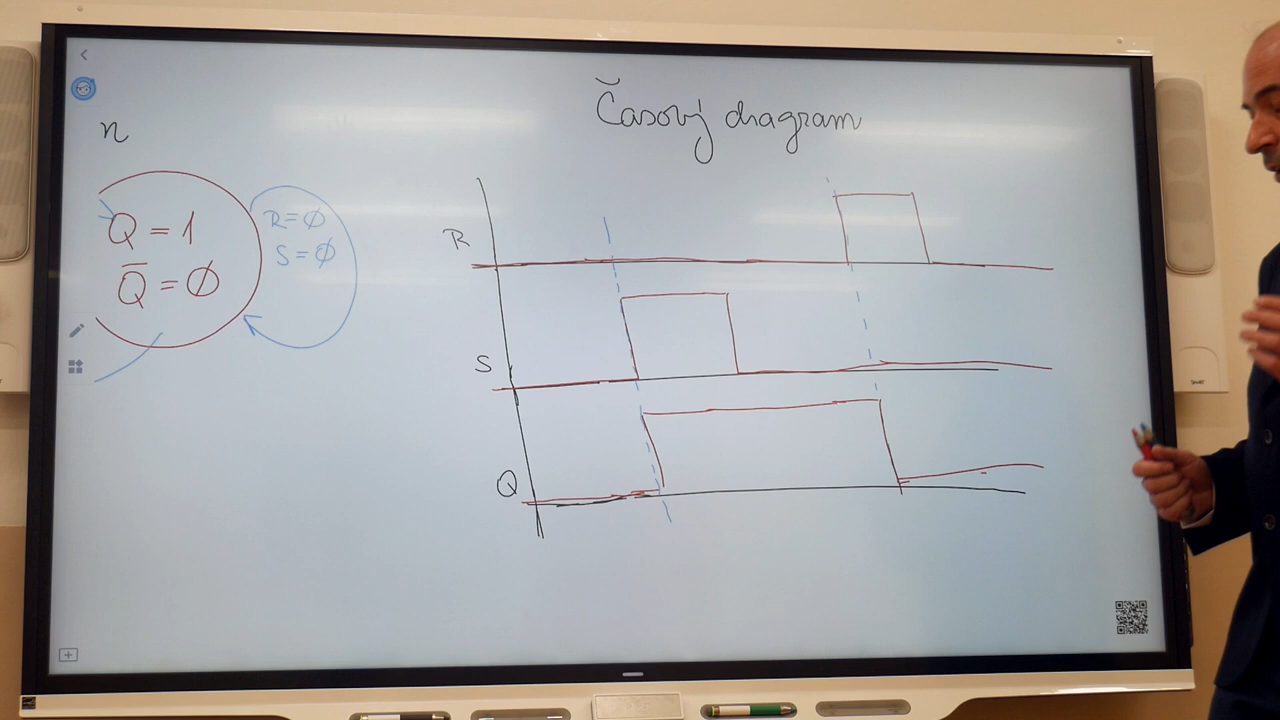 Časový diagram
n
Q = 1
Q̅ = ∅
R = ∅
S = ∅
R
S
Q